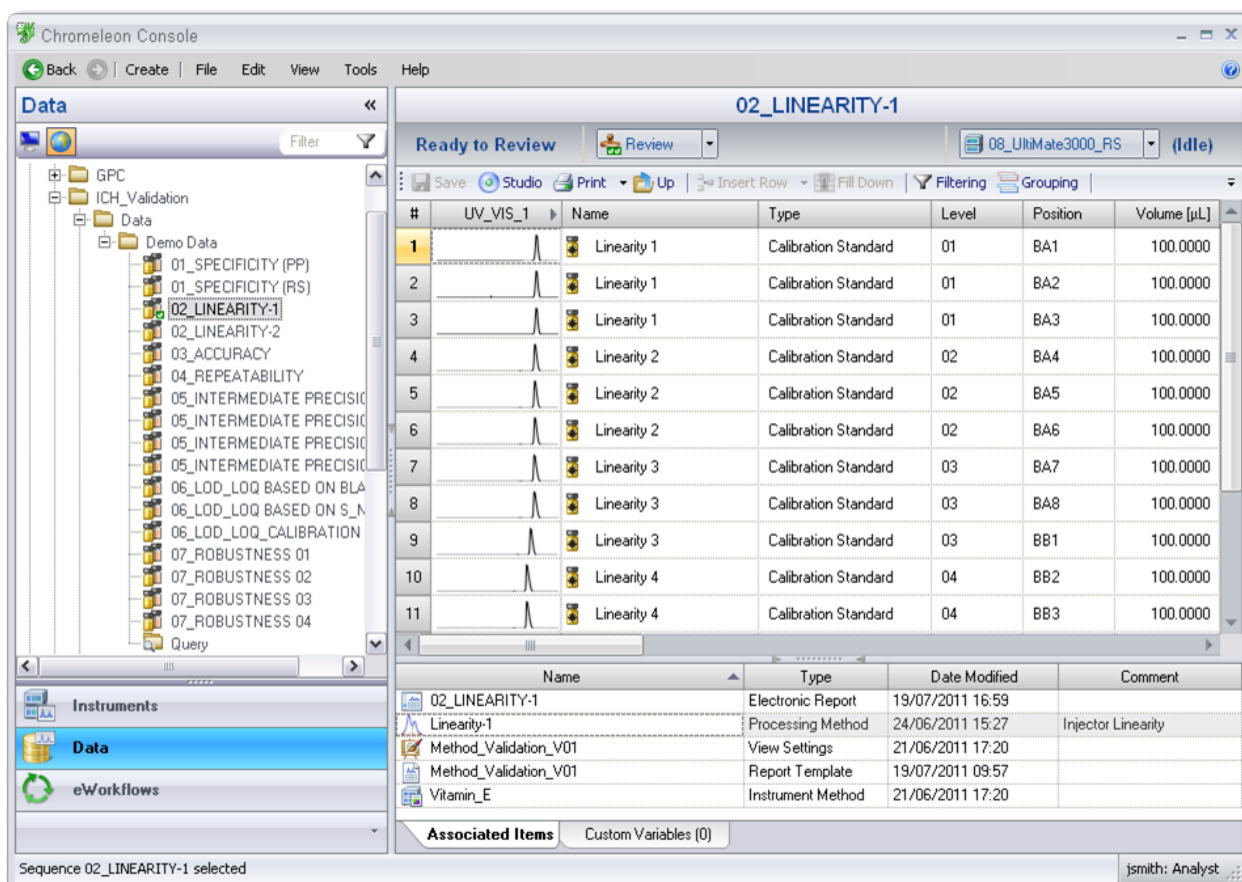 Chromeleon Console
Back Create File Edit View Tools Help
Data «
Filter
GPC
ICH_Validation
Data
Demo Data
01_SPECIFICITY (PP)
01_SPECIFICITY (RS)
02_LINEARITY-1
02_LINEARITY-2
03_ACCURACY
04_REPEATABILITY
05_INTERMEDIATE PRECISIC
05_INTERMEDIATE PRECISIC
05_INTERMEDIATE PRECISIC
05_INTERMEDIATE PRECISIC
06_LOD_LOQ BASED ON BLA
06_LOD_LOQ BASED ON S_N
06_LOD_LOQ_CALIBRATION
07_ROBUSTNESS 01
07_ROBUSTNESS 02
07_ROBUSTNESS 03
07_ROBUSTNESS 04
Query
Instruments
Data
eWorkflows
02_LINEARITY-1
Ready to Review Review 08_UltiMate3000_RS (Idle)
Save Studio Print Up Insert Row Fill Down Filtering Grouping
# UV_VIS_1 Name Type Level Position Volume [µL]
1 Linearity 1 Calibration Standard 01 BA1 100.0000
2 Linearity 1 Calibration Standard 01 BA2 100.0000
3 Linearity 1 Calibration Standard 01 BA3 100.0000
4 Linearity 2 Calibration Standard 02 BA4 100.0000
5 Linearity 2 Calibration Standard 02 BA5 100.0000
6 Linearity 2 Calibration Standard 02 BA6 100.0000
7 Linearity 3 Calibration Standard 03 BA7 100.0000
8 Linearity 3 Calibration Standard 03 BA8 100.0000
9 Linearity 3 Calibration Standard 03 BB1 100.0000
10 Linearity 4 Calibration Standard 04 BB2 100.0000
11 Linearity 4 Calibration Standard 04 BB3 100.0000
Name Type Date Modified Comment
02_LINEARITY-1 Electronic Report 19/07/2011 16:59
Linearity-1 Processing Method 24/06/2011 15:27 Injector Linearity
Method_Validation_V01 View Settings 21/06/2011 17:20
Method_Validation_V01 Report Template 19/07/2011 09:57
Vitamin_E Instrument Method 21/06/2011 17:20
Associated Items Custom Variables (0)
Sequence 02_LINEARITY-1 selected jsmith: Analyst